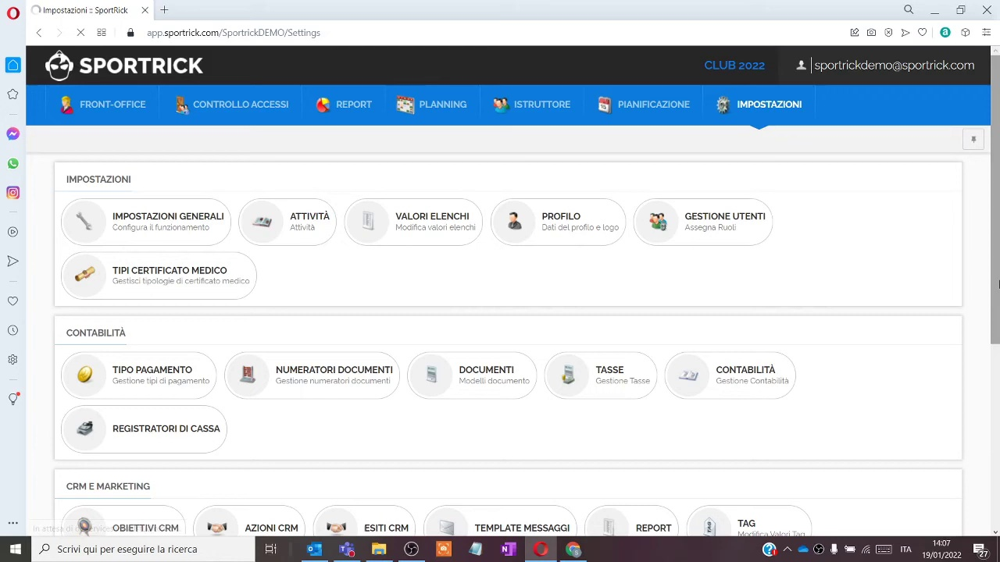 Impostazioni :: SportRick
app.sportrick.com/SportrickDEMO/Settings
SPORTRICK
CLUB 2022
sportrickdemo@sportrick.com
FRONT-OFFICE
CONTROLLO ACCESSI
REPORT
PLANNING
ISTRUTTORE
PIANIFICAZIONE
IMPOSTAZIONI
IMPOSTAZIONI
IMPOSTAZIONI GENERALI
Configura il funzionamento
ATTIVITÀ
Attività
VALORI ELENCHI
Modifica valori elenchi
PROFILO
Dati del profilo e logo
GESTIONE UTENTI
Assegna Ruoli
TIPI CERTIFICATO MEDICO
Gestisci tipologie di certificato medico
CONTABILITÀ
TIPO PAGAMENTO
Gestione tipi di pagamento
NUMERATORI DOCUMENTI
Gestione numeratori documenti
DOCUMENTI
Modelli documento
TASSE
Gestione Tasse
CONTABILITÀ
Gestione Contabilità
REGISTRATORI DI CASSA
CRM E MARKETING
OBIETTIVI CRM
AZIONI CRM
ESITI CRM
TEMPLATE MESSAGGI
REPORT
TAG
Modifica Valori Tag
In attesa di
Scrivi qui per eseguire la ricerca
ITA
14:07
19/01/2022
27